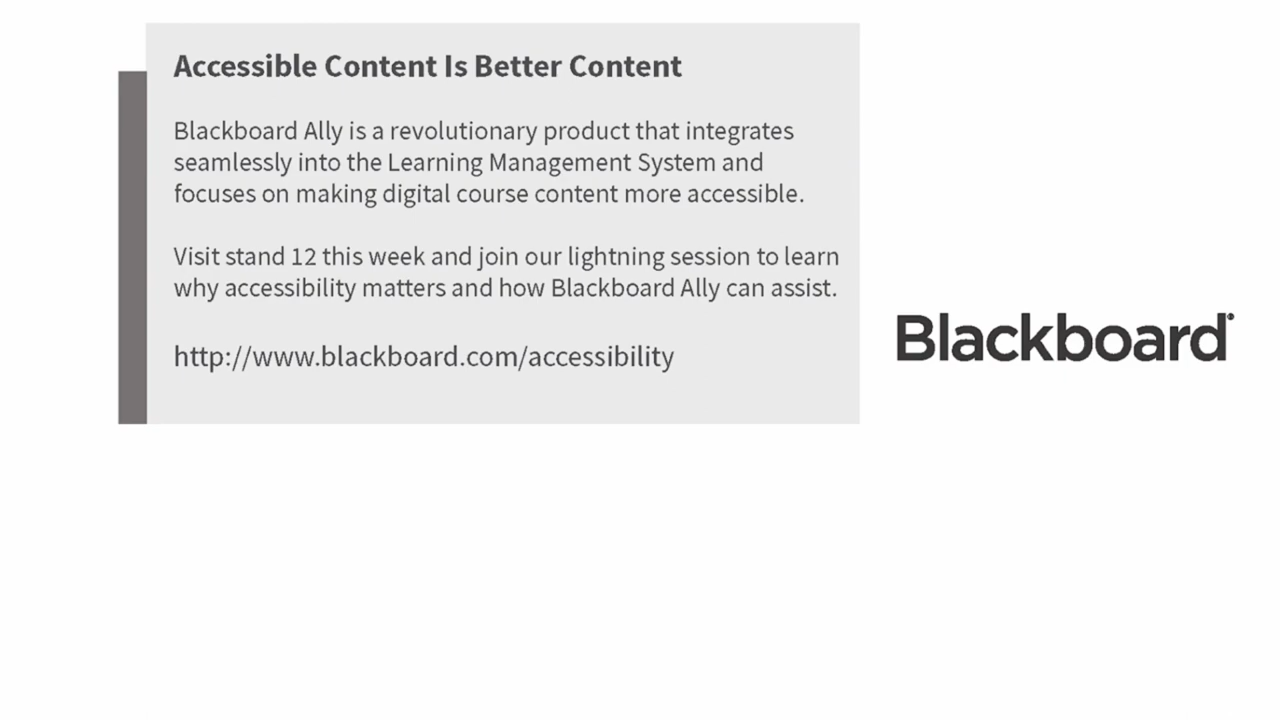 Accessible Content Is Better Content
Blackboard Ally is a revolutionary product that integrates
seamlessly into the Learning Management System and
focuses on making digital course content more accessible.
Visit stand 12 this week and join our lightning session to learn
why accessibility matters and how Blackboard Ally can assist.
http://www.blackboard.com/accessibility
Blackboard